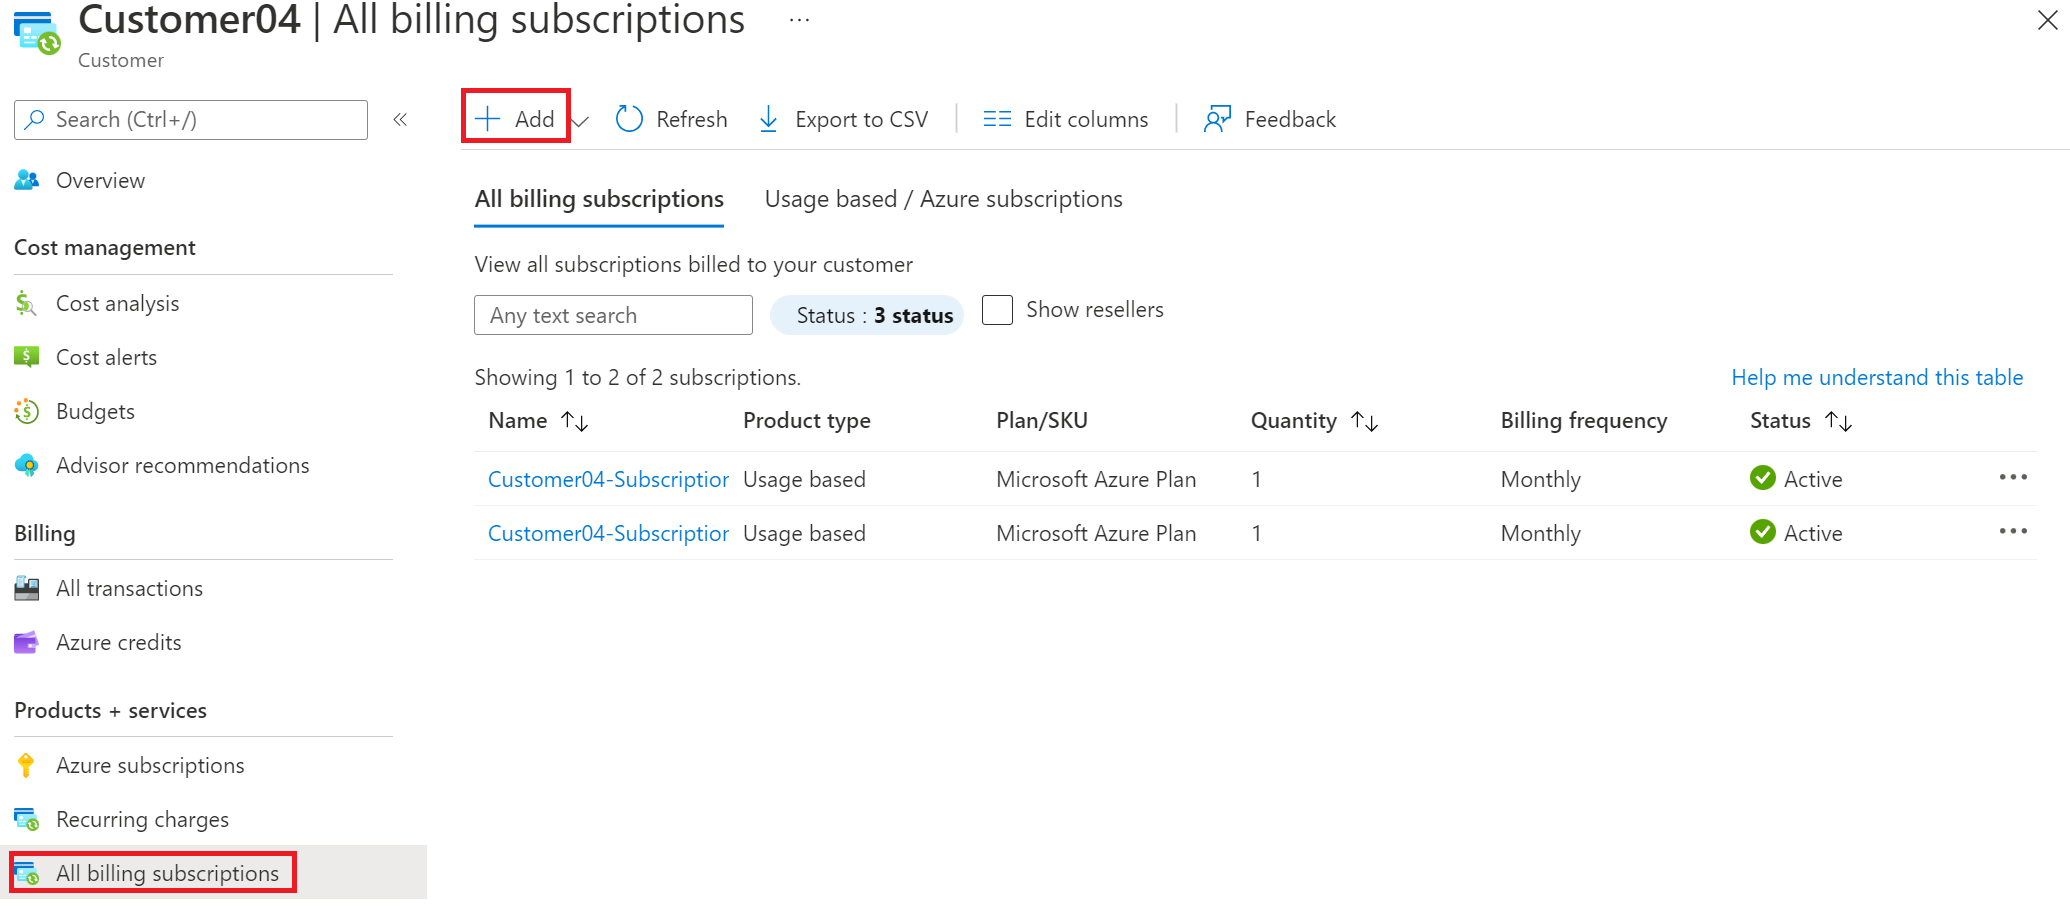 Customer04 | All billing subscriptions ...
Customer
Search (Ctrl+/)
«
Overview
Cost management
Cost analysis
Cost alerts
Budgets
Advisor recommendations
Billing
All transactions
Azure credits
Products + services
Azure subscriptions
Recurring charges
All billing subscriptions
Add Refresh Export to CSV Edit columns Feedback
All billing subscriptions Usage based / Azure subscriptions
View all subscriptions billed to your customer
Any text search Status : 3 status Show resellers
Showing 1 to 2 of 2 subscriptions. Help me understand this table
Name ↑↓ Product type Plan/SKU Quantity ↑↓ Billing frequency Status ↑↓
Customer04-Subscription Usage based Microsoft Azure Plan 1 Monthly Active ...
Customer04-Subscription Usage based Microsoft Azure Plan 1 Monthly Active ...